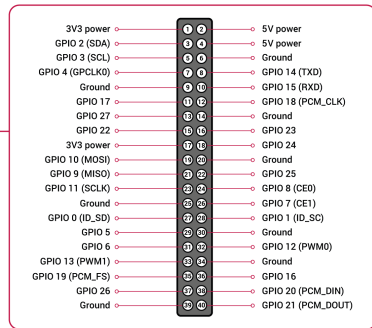 3V3 power 1 2 5V power
GPIO 2 (SDA) 3 4 5V power
GPIO 3 (SCL) 5 6 Ground
GPIO 4 (GPCLK0) 7 8 GPIO 14 (TXD)
Ground 9 10 GPIO 15 (RXD)
GPIO 17 11 12 GPIO 18 (PCM_CLK)
GPIO 27 13 14 Ground
GPIO 22 15 16 GPIO 23
3V3 power 17 18 GPIO 24
GPIO 10 (MOSI) 19 20 Ground
GPIO 9 (MISO) 21 22 GPIO 25
GPIO 11 (SCLK) 23 24 GPIO 8 (CE0)
Ground 25 26 GPIO 7 (CE1)
GPIO 0 (ID_SD) 27 28 GPIO 1 (ID_SC)
GPIO 5 29 30 Ground
GPIO 6 31 32 GPIO 12 (PWM0)
GPIO 13 (PWM1) 33 34 Ground
GPIO 19 (PCM_FS) 35 36 GPIO 16
GPIO 26 37 38 GPIO 20 (PCM_DIN)
Ground 39 40 GPIO 21 (PCM_DOUT)